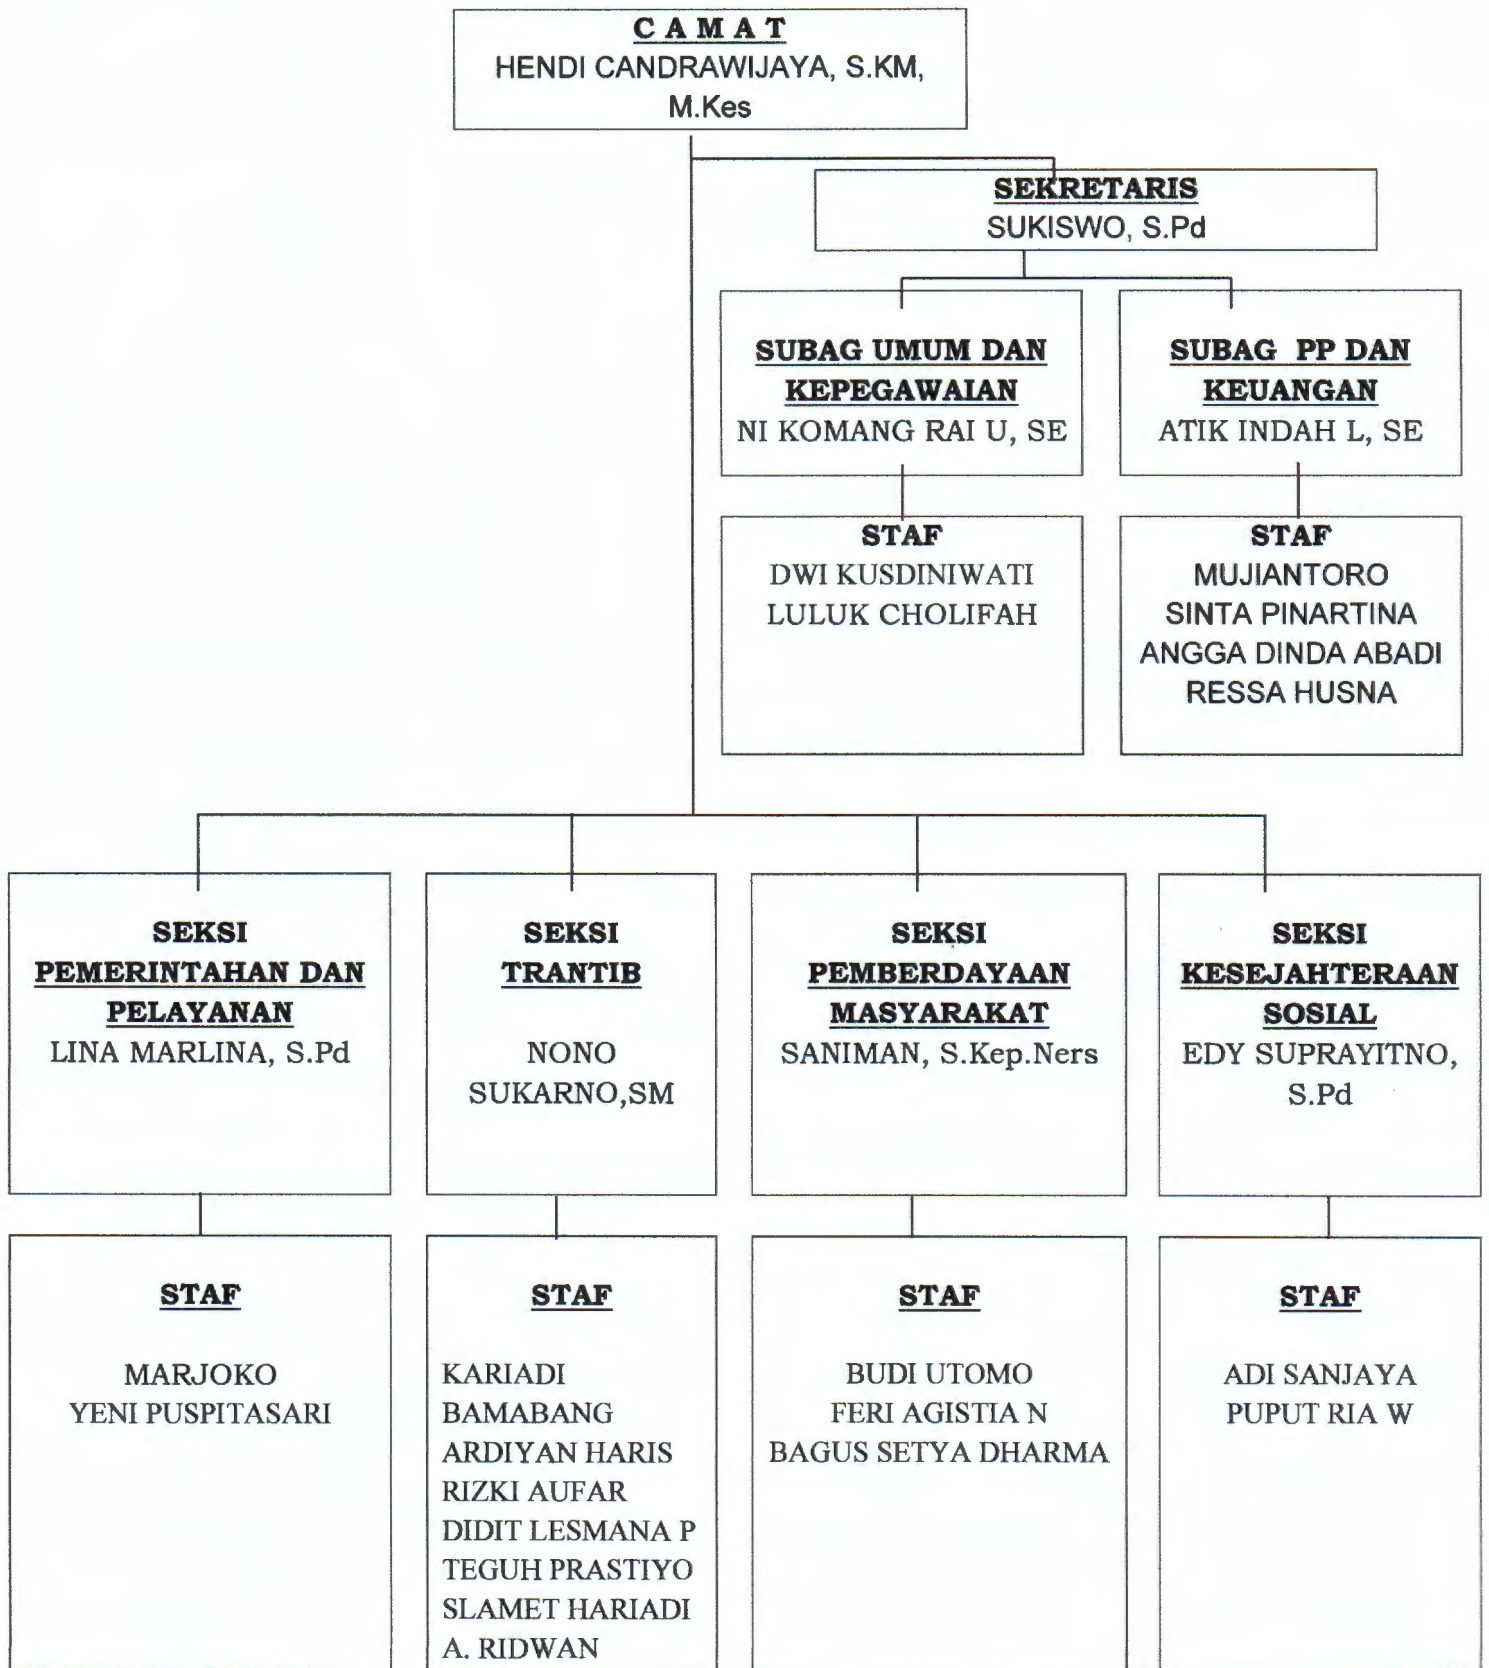 C A M A T
HENDI CANDRAWIJAYA, S.KM,
M.Kes
SEKRETARIS
SUKISWO, S.Pd
SUBAG UMUM DAN
KEPEGAWAIAN
NI KOMANG RAI U, SE
SUBAG PP DAN
KEUANGAN
ATIK INDAH L, SE
STAF
DWI KUSDINIWATI
LULUK CHOLIFAH
STAF
MUJIANTORO
SINTA PINARTINA
ANGGA DINDA ABADI
RESSA HUSNA
SEKSI
PEMERINTAHAN DAN
PELAYANAN
LINA MARLINA, S.Pd
SEKSI
TRANTIB
NONO
SUKARNO,SM
SEKSI
PEMBERDAYAAN
MASYARAKAT
SANIMAN, S.Kep.Ners
SEKSI
KESEJAHTERAAN
SOSIAL
EDY SUPRAYITNO,
S.Pd
STAF
MARJOKO
YENI PUSPITASARI
STAF
KARIADI
BAMABANG
ARDIYAN HARIS
RIZKI AUFAR
DIDIT LESMANA P
TEGUH PRASTIYO
SLAMET HARIADI
A. RIDWAN
STAF
BUDI UTOMO
FERI AGISTIA N
BAGUS SETYA DHARMA
STAF
ADI SANJAYA
PUPUT RIA W